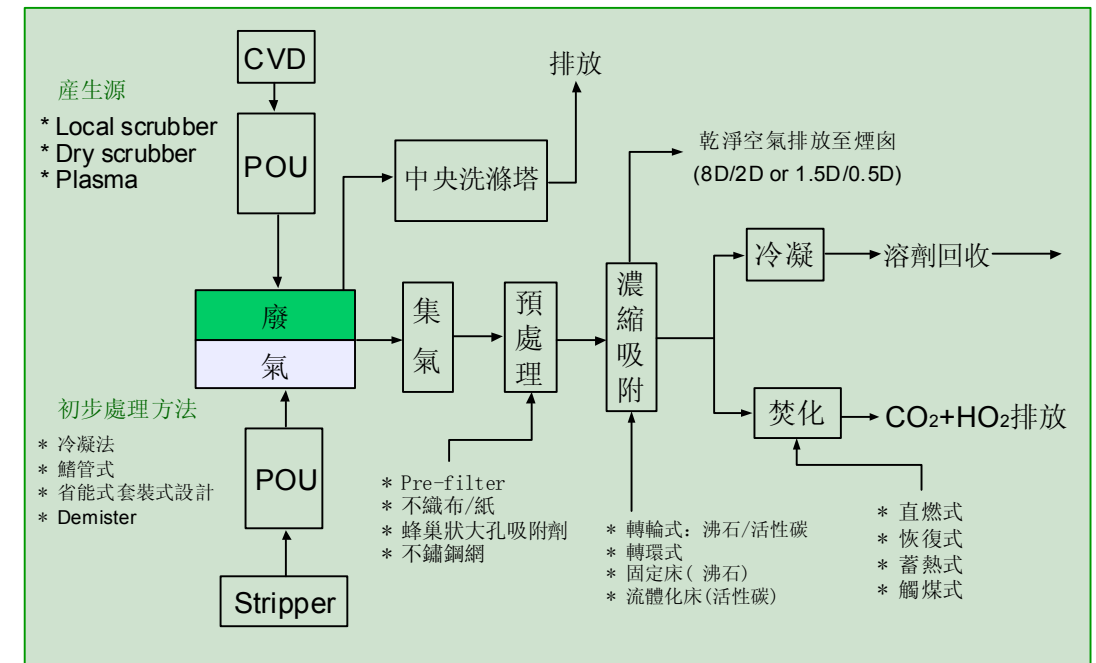 CVD
産生源
* Local scrubber
* Dry scrubber
* Plasma
POU
排放
中央洗滌塔
乾淨空氣排放至煙囪
(8D/2D or 1.5D/0.5D)
廢
氣
集
氣
預
處
理
濃
縮
吸
附
冷凝
溶劑回收
焚化
CO2+HO2排放
初步處理方法
* 冷凝法
* 鰭管式
* 省能式套裝式設計
* Demister
POU
Stripper
* Pre-filter
* 不織布/紙
* 蜂巢狀大孔吸附劑
* 不鏽鋼網
* 轉輪式: 沸石/活性碳
* 轉環式
* 固定床( 沸石)
* 流體化床(活性碳)
* 直燃式
* 恢復式
* 蓄熱式
* 觸煤式